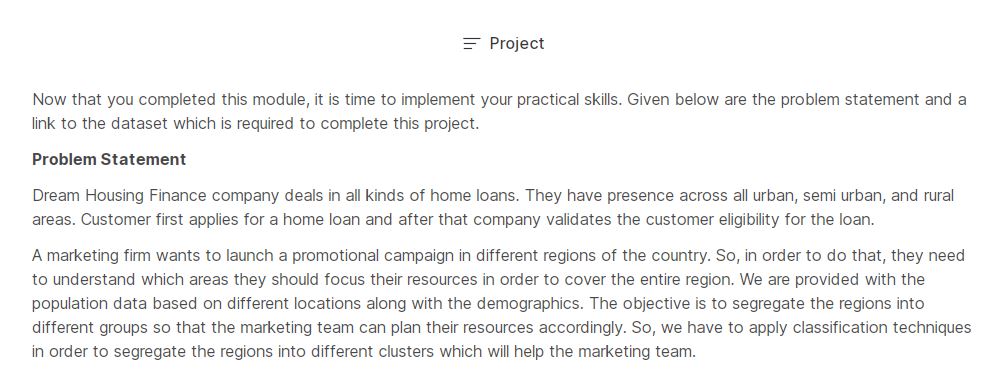 Project
Now that you completed this module, it is time to implement your practical skills. Given below are the problem statement and a
link to the dataset which is required to complete this project.
Problem Statement
Dream Housing Finance company deals in all kinds of home loans. They have presence across all urban, semi urban, and rural
areas. Customer first applies for a home loan and after that company validates the customer eligibility for the loan.
A marketing firm wants to launch a promotional campaign in different regions of the country. So, in order to do that, they need
to understand which areas they should focus their resources in order to cover the entire region. We are provided with the
population data based on different locations along with the demographics. The objective is to segregate the regions into
different groups so that the marketing team can plan their resources accordingly. So, we have to apply classification techniques
in order to segregate the regions into different clusters which will help the marketing team.